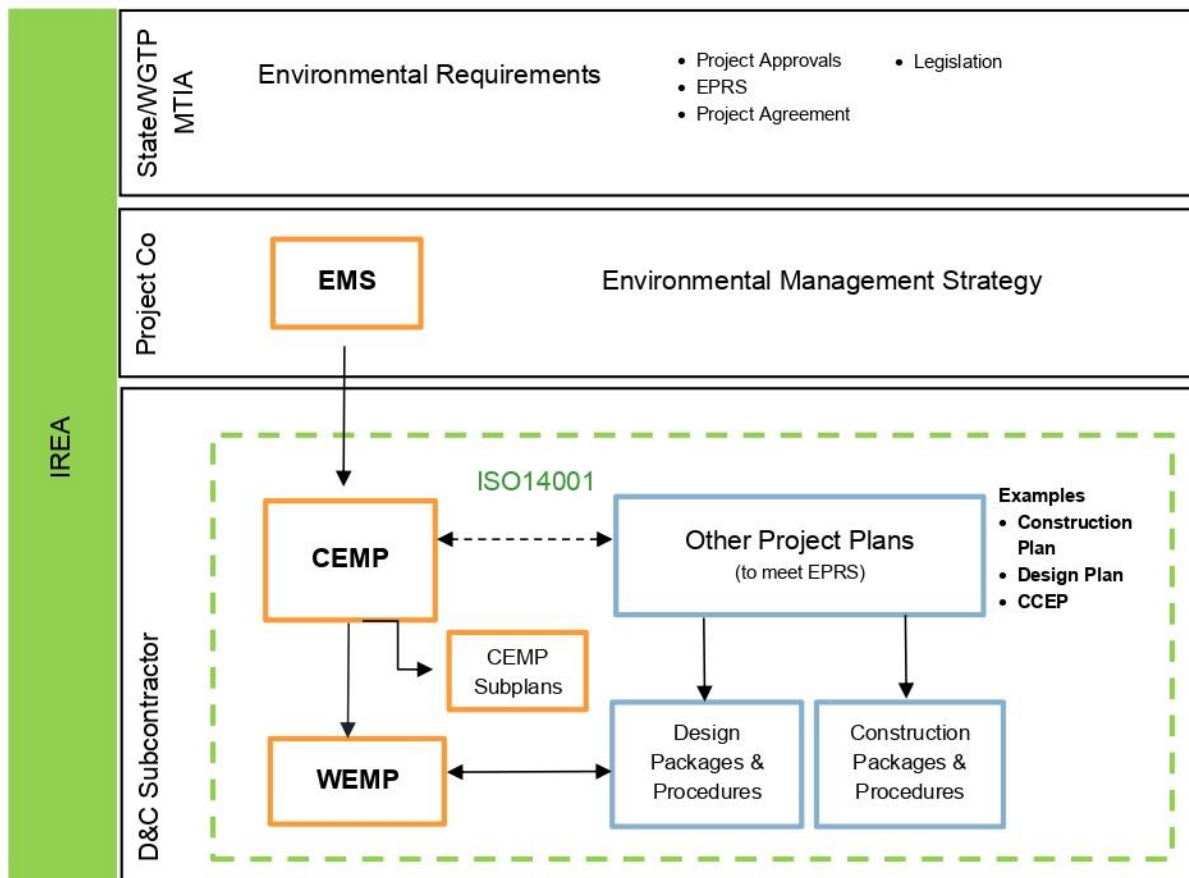 IREA
State/WGTP
MTIA
Environmental Requirements
• Project Approvals
• EPRS
• Project Agreement
• Legislation
Project Co
EMS
Environmental Management Strategy
D&C Subcontractor
ISO14001
CEMP
Other Project Plans
(to meet EPRS)
Examples
• Construction
Plan
• Design Plan
• CCEP
CEMP
Subplans
WEMP
Design
Packages &
Procedures
Construction
Packages &
Procedures